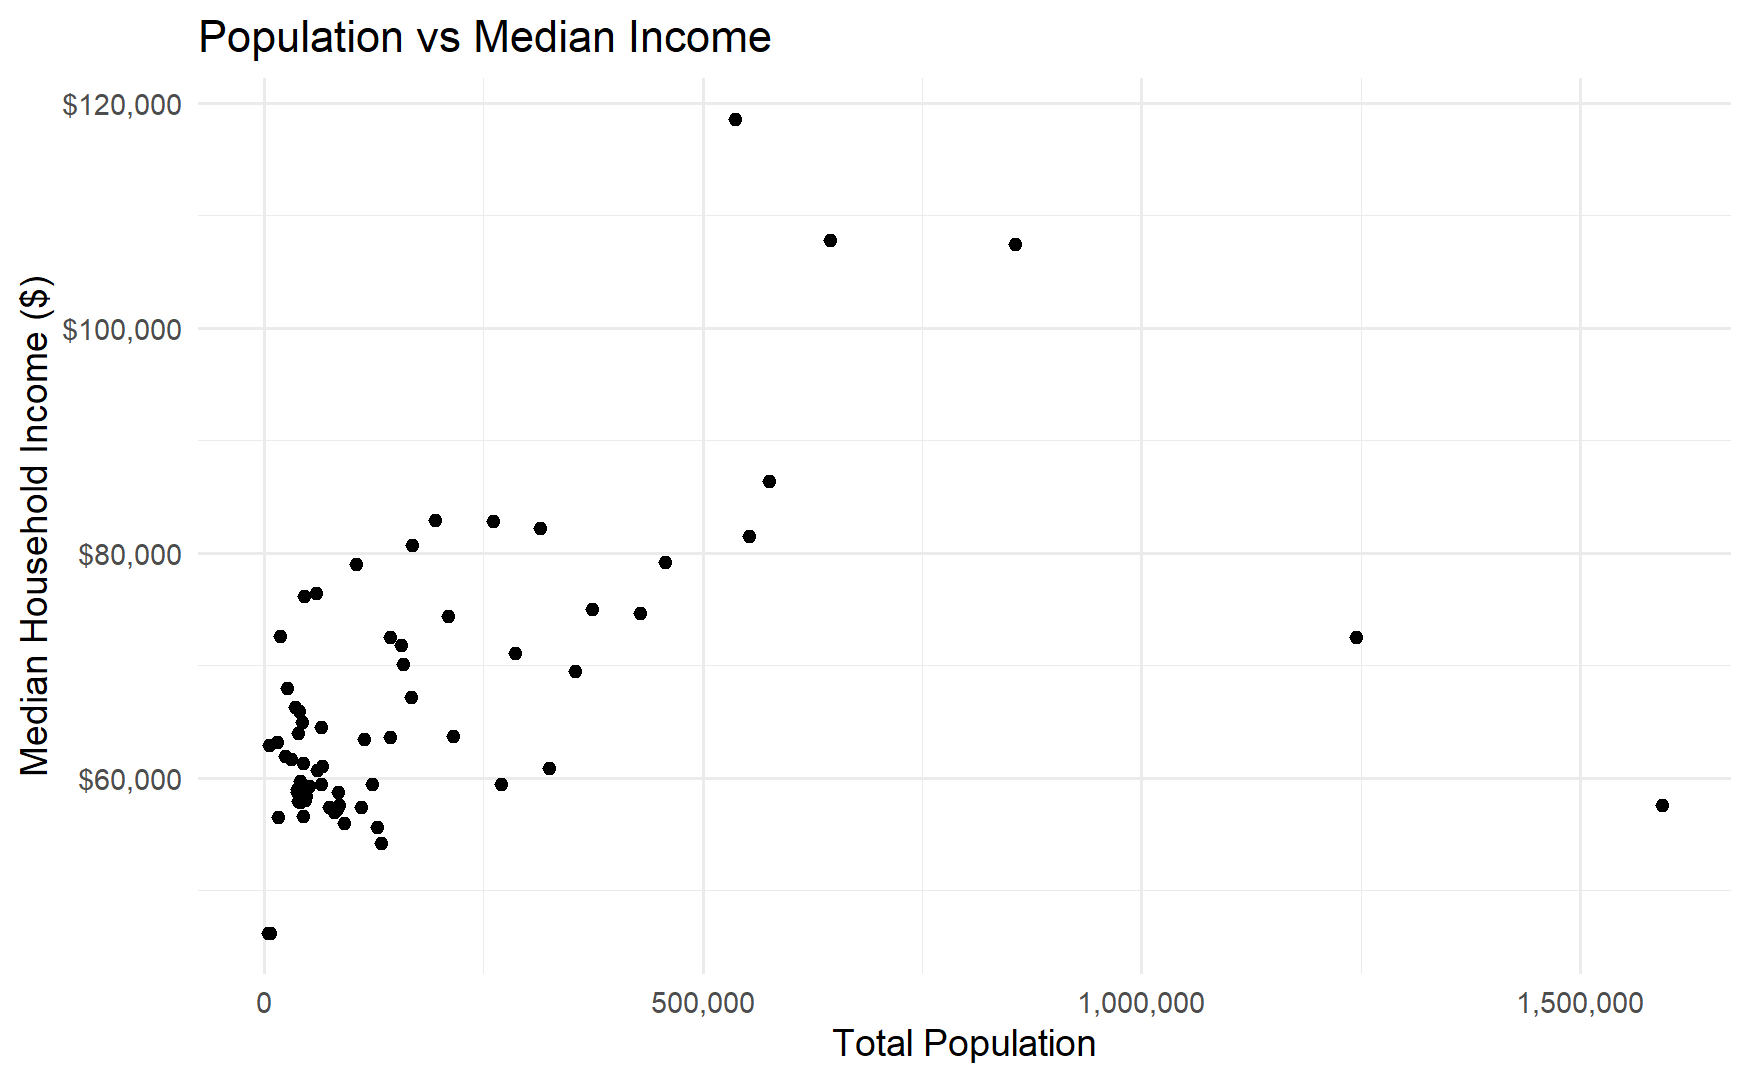 Population vs Median Income
Median Household Income ($)
$120,000
$100,000
$80,000
$60,000
0
500,000
1,000,000
1,500,000
Total Population